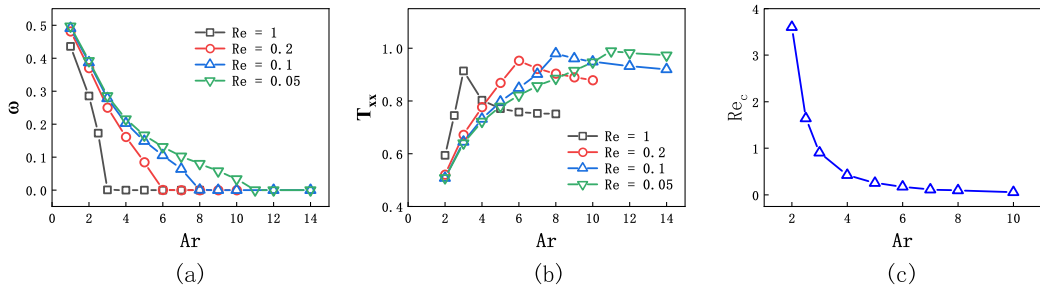 0.5
0.4
0.3
0.2
0.1
0.0
ω
0 2 4 6 8 10 12 14
Ar
Re = 1
Re = 0.2
Re = 0.1
Re = 0.05
(a)
1.0
0.8
0.6
0.4
Txx
0 2 4 6 8 10 12 14
Ar
Re = 1
Re = 0.2
Re = 0.1
Re = 0.05
(b)
4
3
2
1
0
Rec
2 4 6 8 10
Ar
(c)